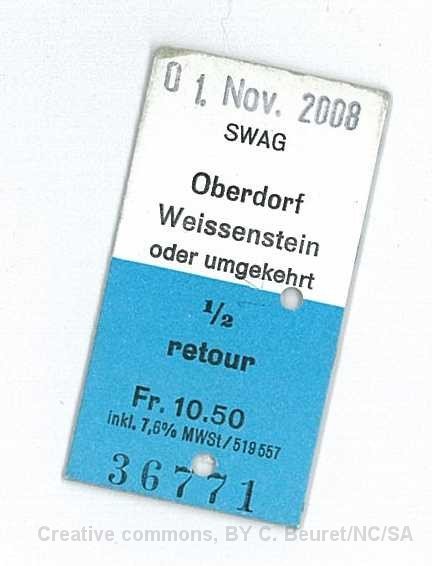 01. Nov. 2008
SWAG
Oberdorf
Weissenstein
oder umgekehrt
1/2
retour
Fr. 10.50
inkl. 7,6% MWSt/519557
36771
Creative commons, BY C. Beuret/NC/SA